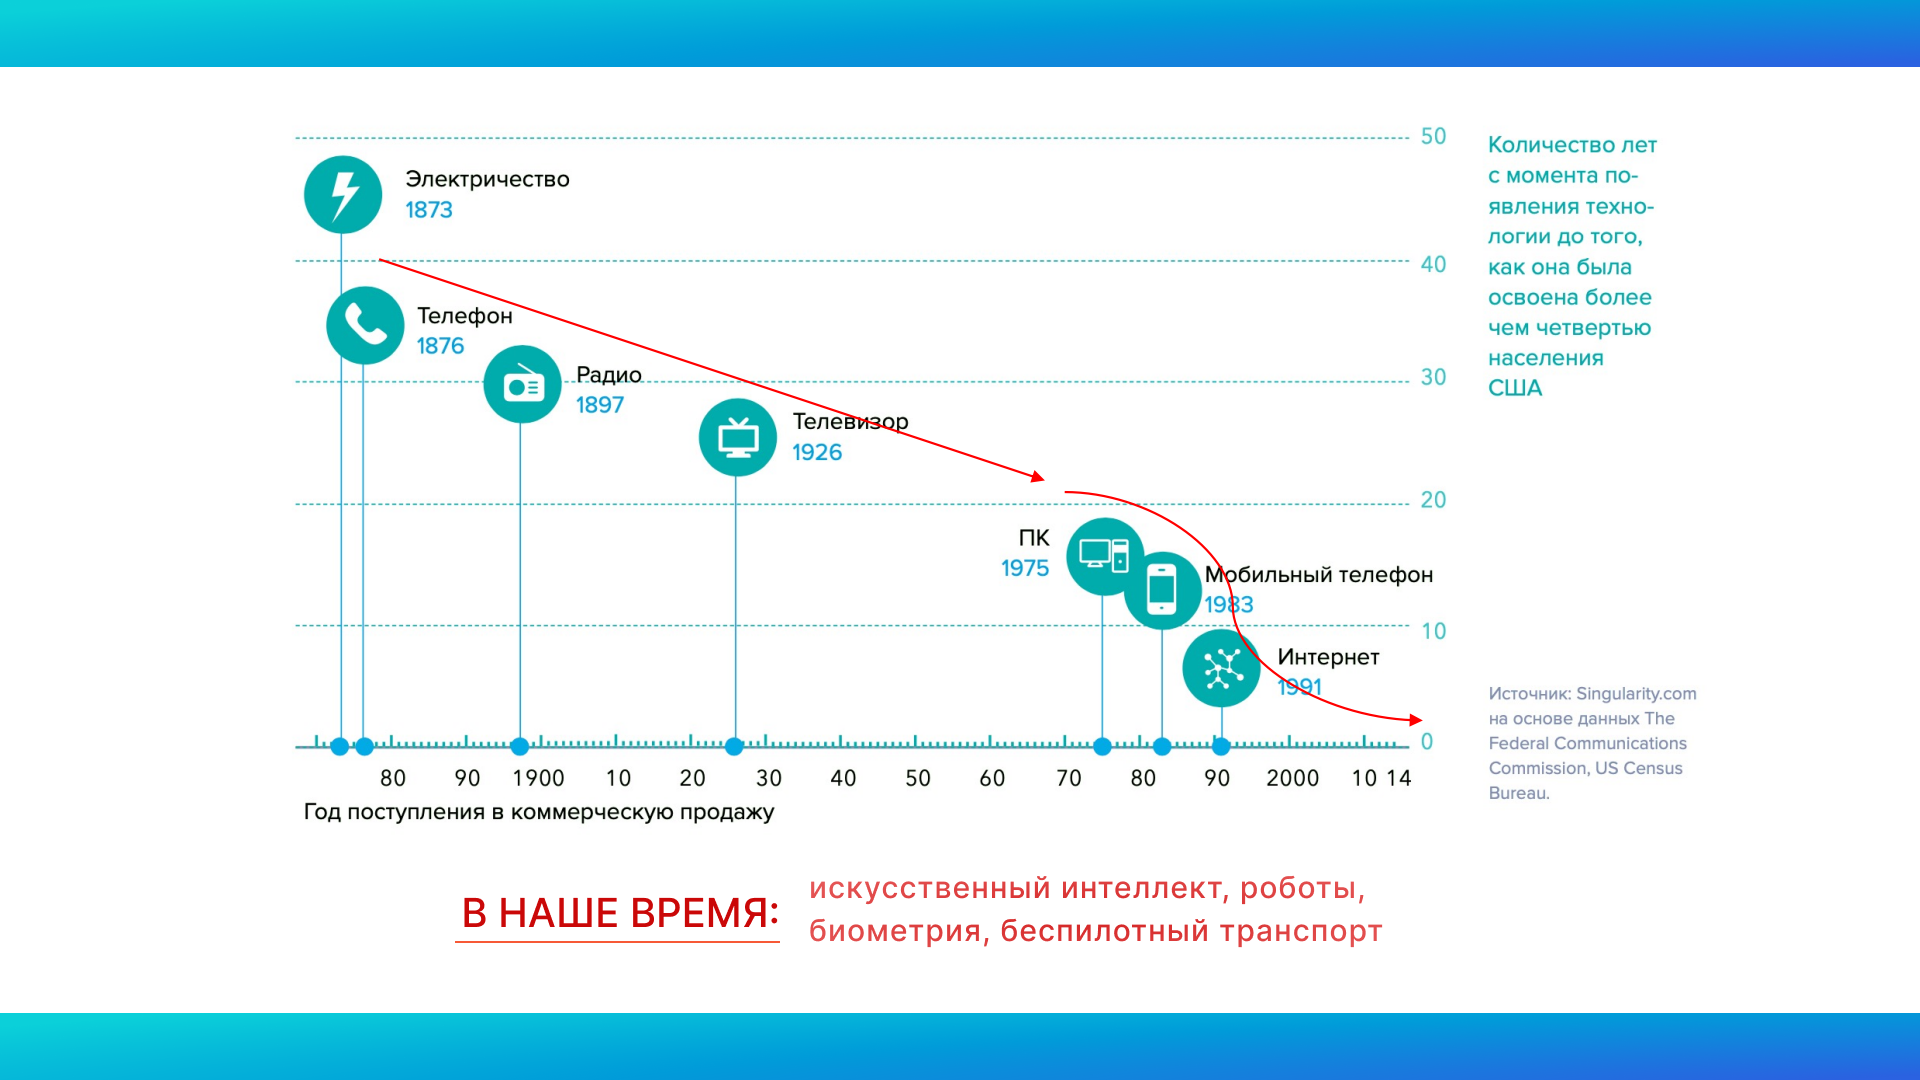 50
Количество лет
с момента по-
явления техно-
логии до того,
как она была
освоена более
чем четвертью
населения
США
Электричество
1873
40
Телефон
1876
Радио
1897
30
Телевизор
1926
20
ПК
1975
Мобильный телефон
1983
10
Интернет
1991
0
Источник: Singularity.com
на основе данных The
Federal Communications
Commission, US Census
Bureau.
80 90 1900 10 20 30 40 50 60 70 80 90 2000 10 14
Год поступления в коммерческую продажу
В НАШЕ ВРЕМЯ:
искусственный интеллект, роботы,
биометрия, беспилотный транспорт